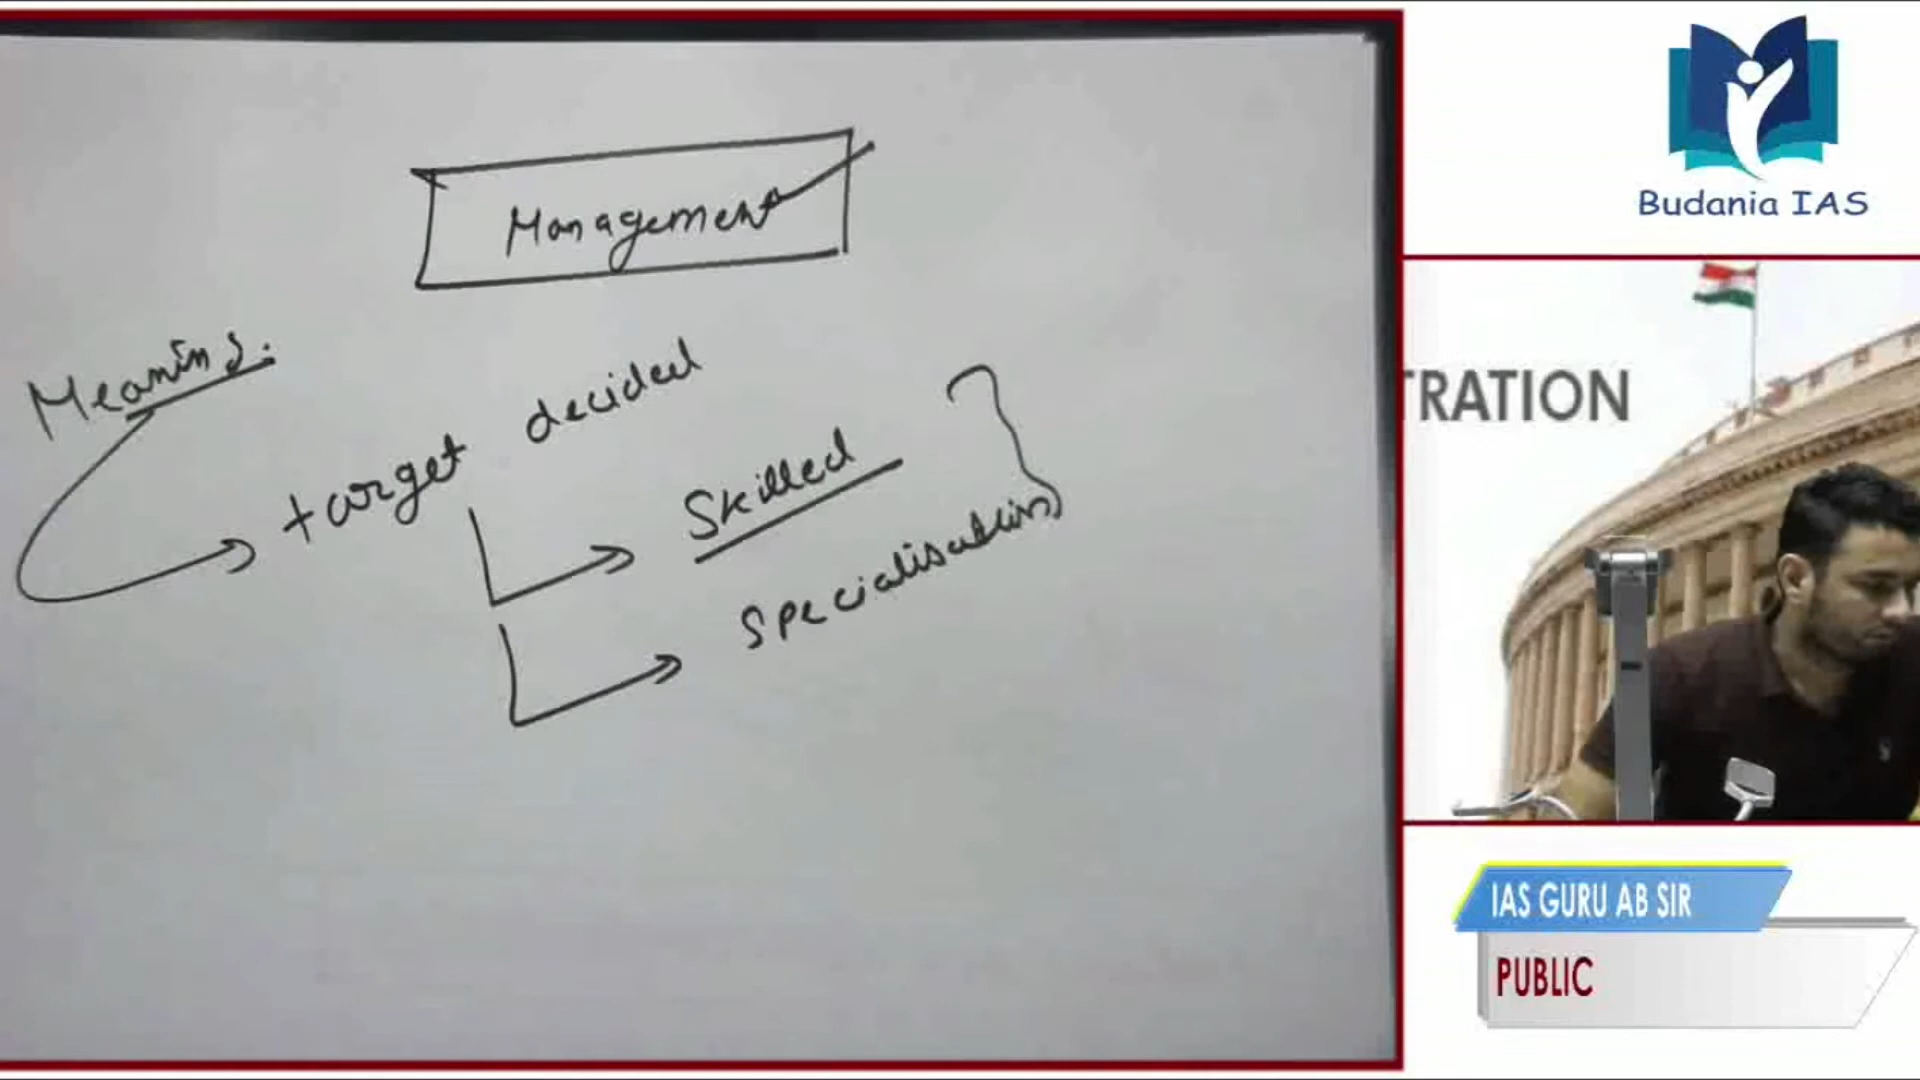 Management
Meaning:
target decided
Skilled
specialisation
Budania IAS
TRATION
IAS GURU AB SIR
PUBLIC